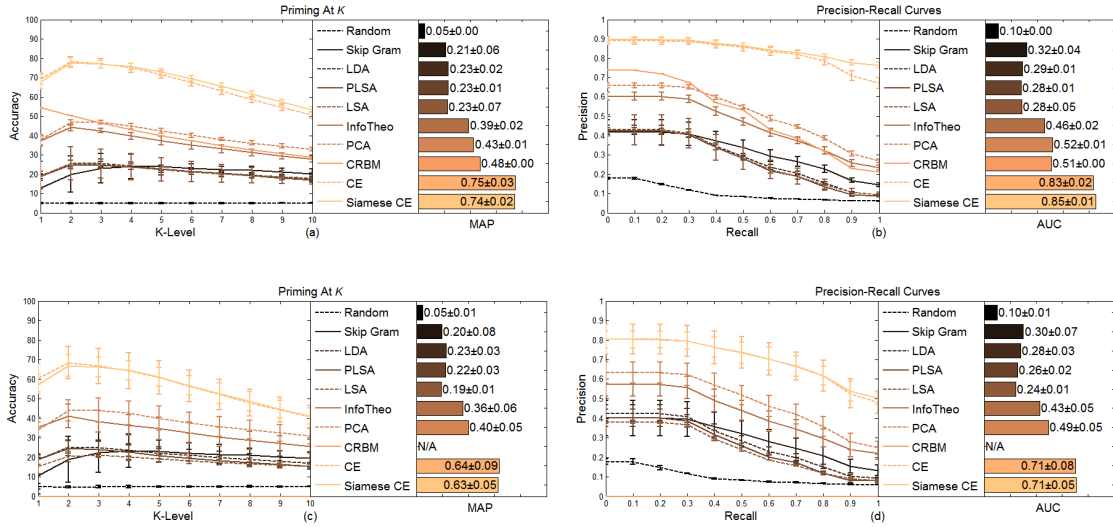 Priming At K
100
90
80
70
60
50
40
30
20
10
0
Accuracy
1 2 3 4 5 6 7 8 9 10
K-Level
(a)
Random
Skip Gram
LDA
PLSA
LSA
InfoTheo
PCA
CRBM
CE
Siamese CE
0.05±0.00
0.21±0.06
0.23±0.02
0.23±0.01
0.23±0.07
0.39±0.02
0.43±0.01
0.48±0.00
0.75±0.03
0.74±0.02
MAP
Precision-Recall Curves
1
0.9
0.8
0.7
0.6
0.5
0.4
0.3
0.2
0.1
0
Precision
0 0.1 0.2 0.3 0.4 0.5 0.6 0.7 0.8 0.9 1
Recall
(b)
Random
Skip Gram
LDA
PLSA
LSA
InfoTheo
PCA
CRBM
CE
Siamese CE
0.10±0.00
0.32±0.04
0.29±0.01
0.28±0.01
0.28±0.05
0.46±0.02
0.52±0.01
0.51±0.00
0.83±0.02
0.85±0.01
AUC
Priming At K
100
90
80
70
60
50
40
30
20
10
0
Accuracy
1 2 3 4 5 6 7 8 9 10
K-Level
(c)
Random
Skip Gram
LDA
PLSA
LSA
InfoTheo
PCA
CRBM
CE
Siamese CE
0.05±0.01
0.20±0.08
0.23±0.03
0.22±0.03
0.19±0.01
0.36±0.06
0.40±0.05
N/A
0.64±0.09
0.63±0.05
MAP
Precision-Recall Curves
1
0.9
0.8
0.7
0.6
0.5
0.4
0.3
0.2
0.1
0
Precision
0 0.1 0.2 0.3 0.4 0.5 0.6 0.7 0.8 0.9 1
Recall
(d)
Random
Skip Gram
LDA
PLSA
LSA
InfoTheo
PCA
CRBM
CE
Siamese CE
0.10±0.01
0.30±0.07
0.28±0.03
0.26±0.02
0.24±0.01
0.43±0.05
0.49±0.05
N/A
0.71±0.08
0.71±0.05
AUC